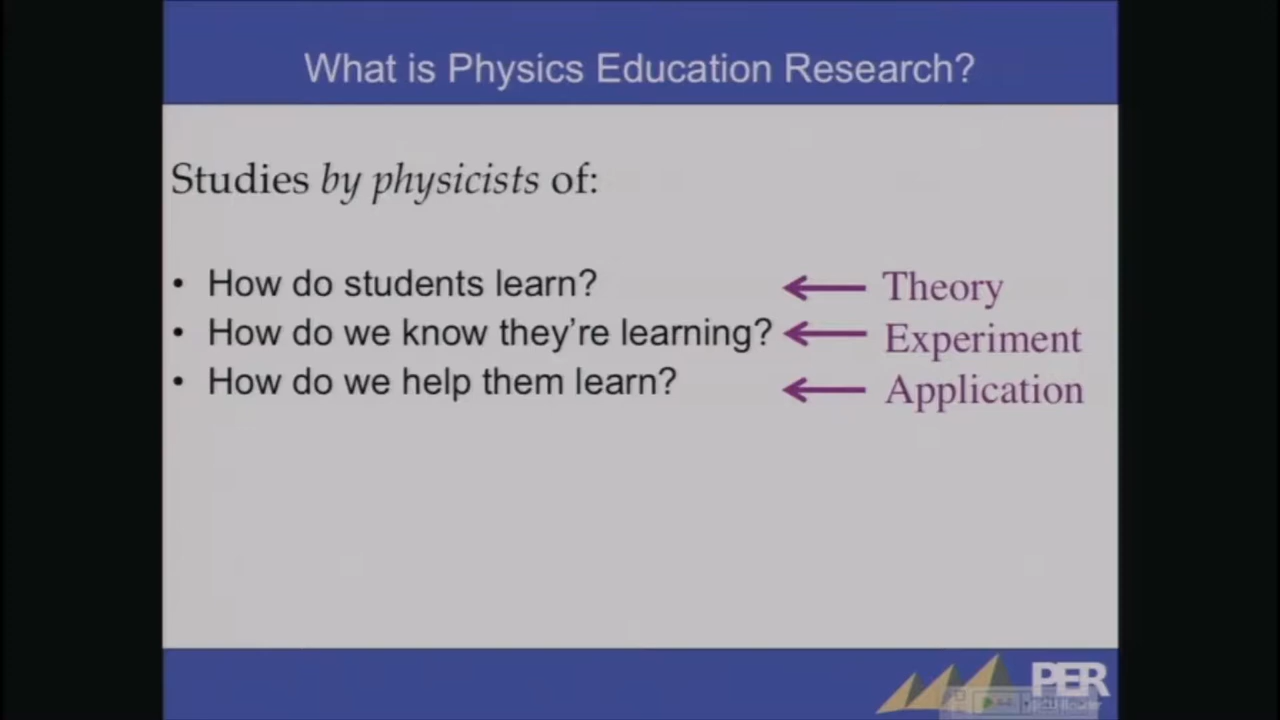 What is Physics Education Research?
Studies by physicists of:
• How do students learn? Theory
• How do we know they’re learning? Experiment
• How do we help them learn? Application
PER